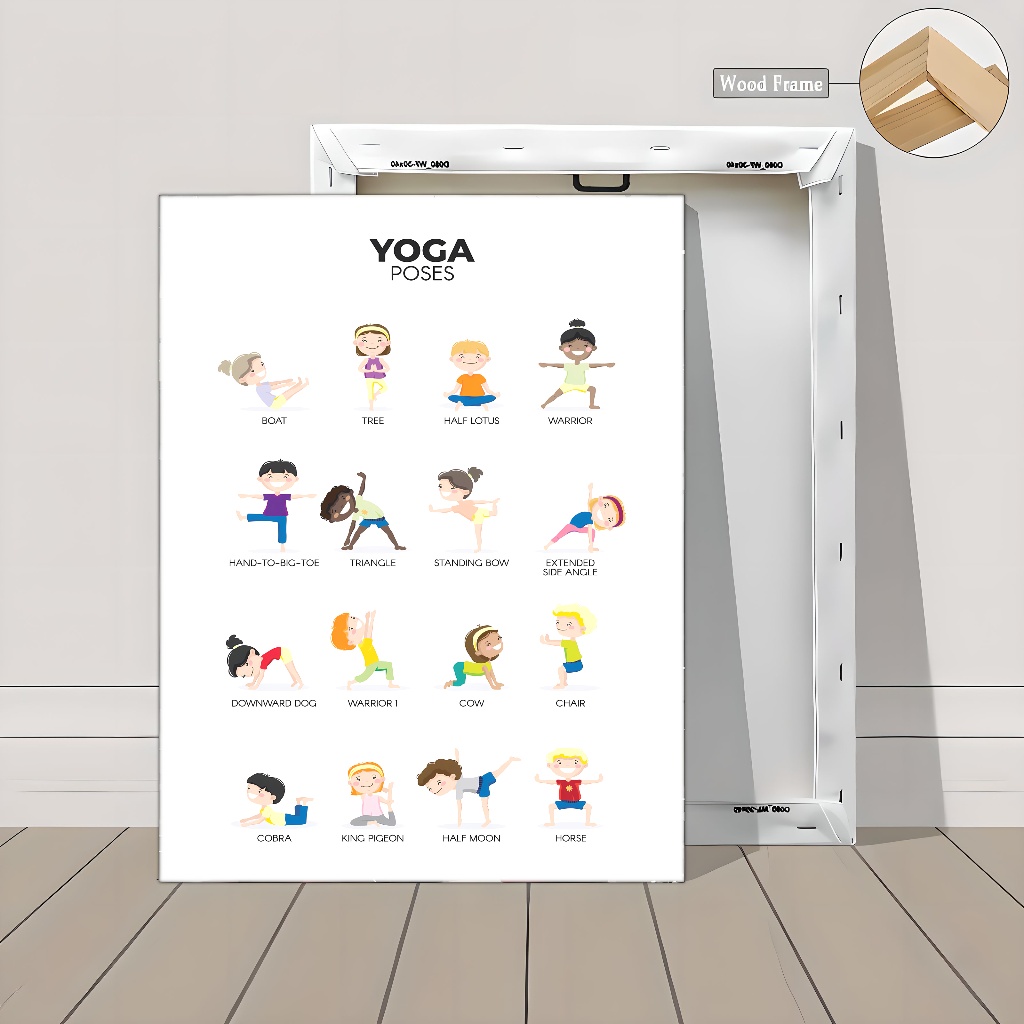 Wood Frame
YOGA
POSES
BOAT
TREE
HALF LOTUS
WARRIOR
HAND-TO-BIG-TOE
TRIANGLE
STANDING BOW
EXTENDED
SIDE ANGLE
DOWNWARD DOG
WARRIOR 1
COW
CHAIR
COBRA
KING PIGEON
HALF MOON
HORSE